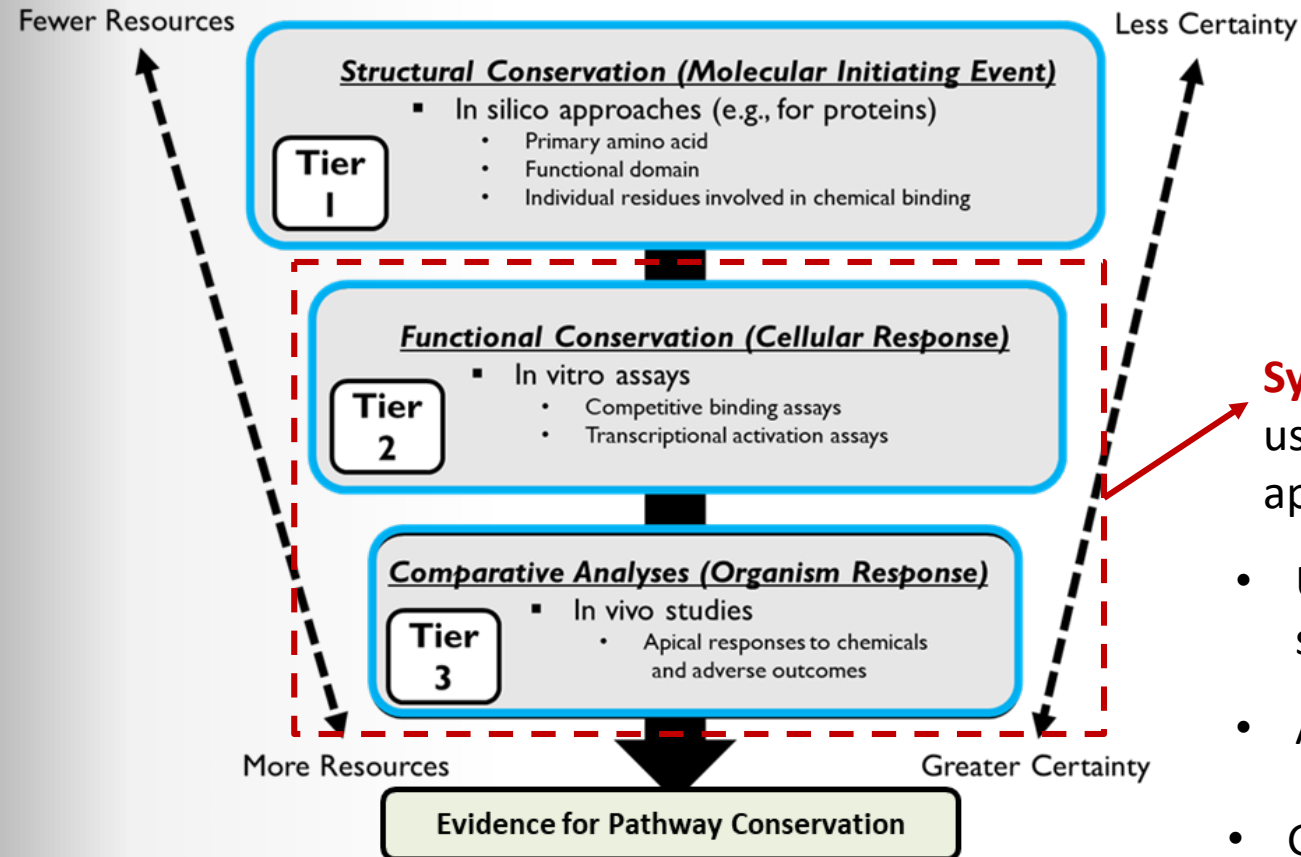 Fewer Resources
Less Certainty
Structural Conservation (Molecular Initiating Event)
▪ In silico approaches (e.g., for proteins)
• Primary amino acid
• Functional domain
• Individual residues involved in chemical binding
Tier
1
Functional Conservation (Cellular Response)
▪ In vitro assays
• Competitive binding assays
• Transcriptional activation assays
Tier
2
Sy
us
ap
Comparative Analyses (Organism Response)
▪ In vivo studies
• Apical responses to chemicals
and adverse outcomes
Tier
3
•
s
•
•
More Resources
Greater Certainty
Evidence for Pathway Conservation